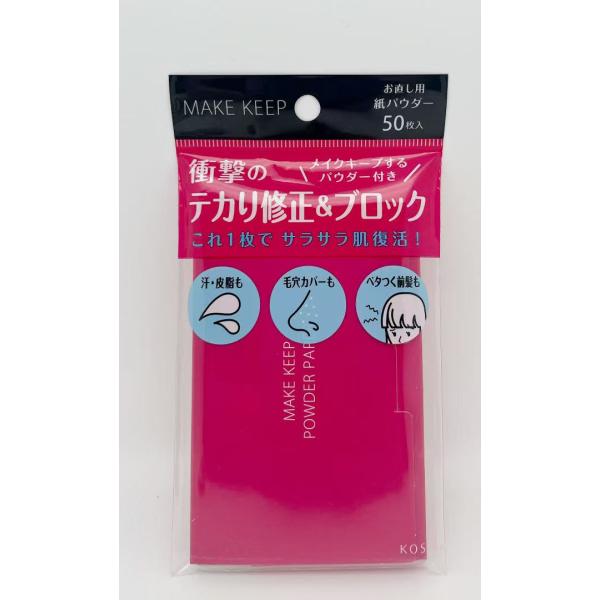 MAKE KEEP
お直し用
紙パウダー
50枚入
衝撃の
メイクキープする
パウダー付き
テカリ修正&ブロック
これ1枚で サラサラ肌復活!
汗・皮脂も
毛穴カバーも
ベタつく前髪も
MAKE KEEP
POWDER PAP
KOS